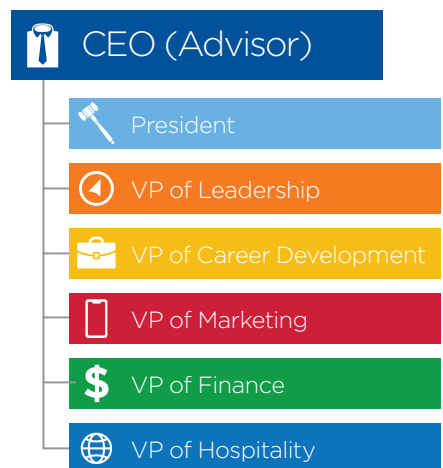 CEO (Advisor)
President
VP of Leadership
VP of Career Development
VP of Marketing
$ VP of Finance
VP of Hospitality